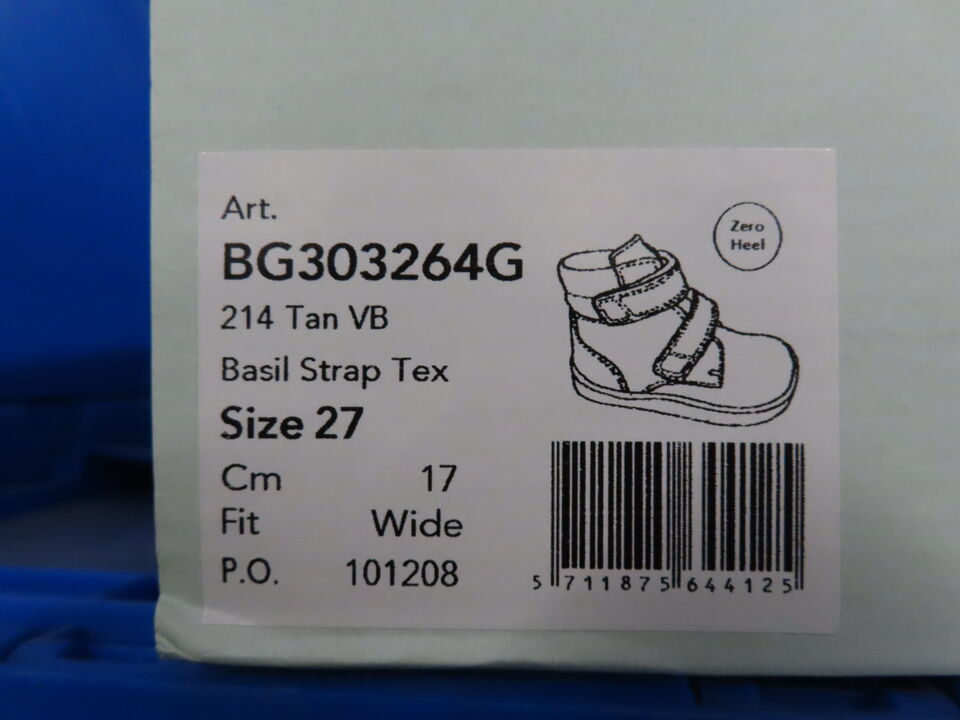 Art.
BG303264G
Zero
Heel
214 Tan VB
Basil Strap Tex
Size 27
Cm 17
Fit Wide
P.O. 101208
5 711875 644125